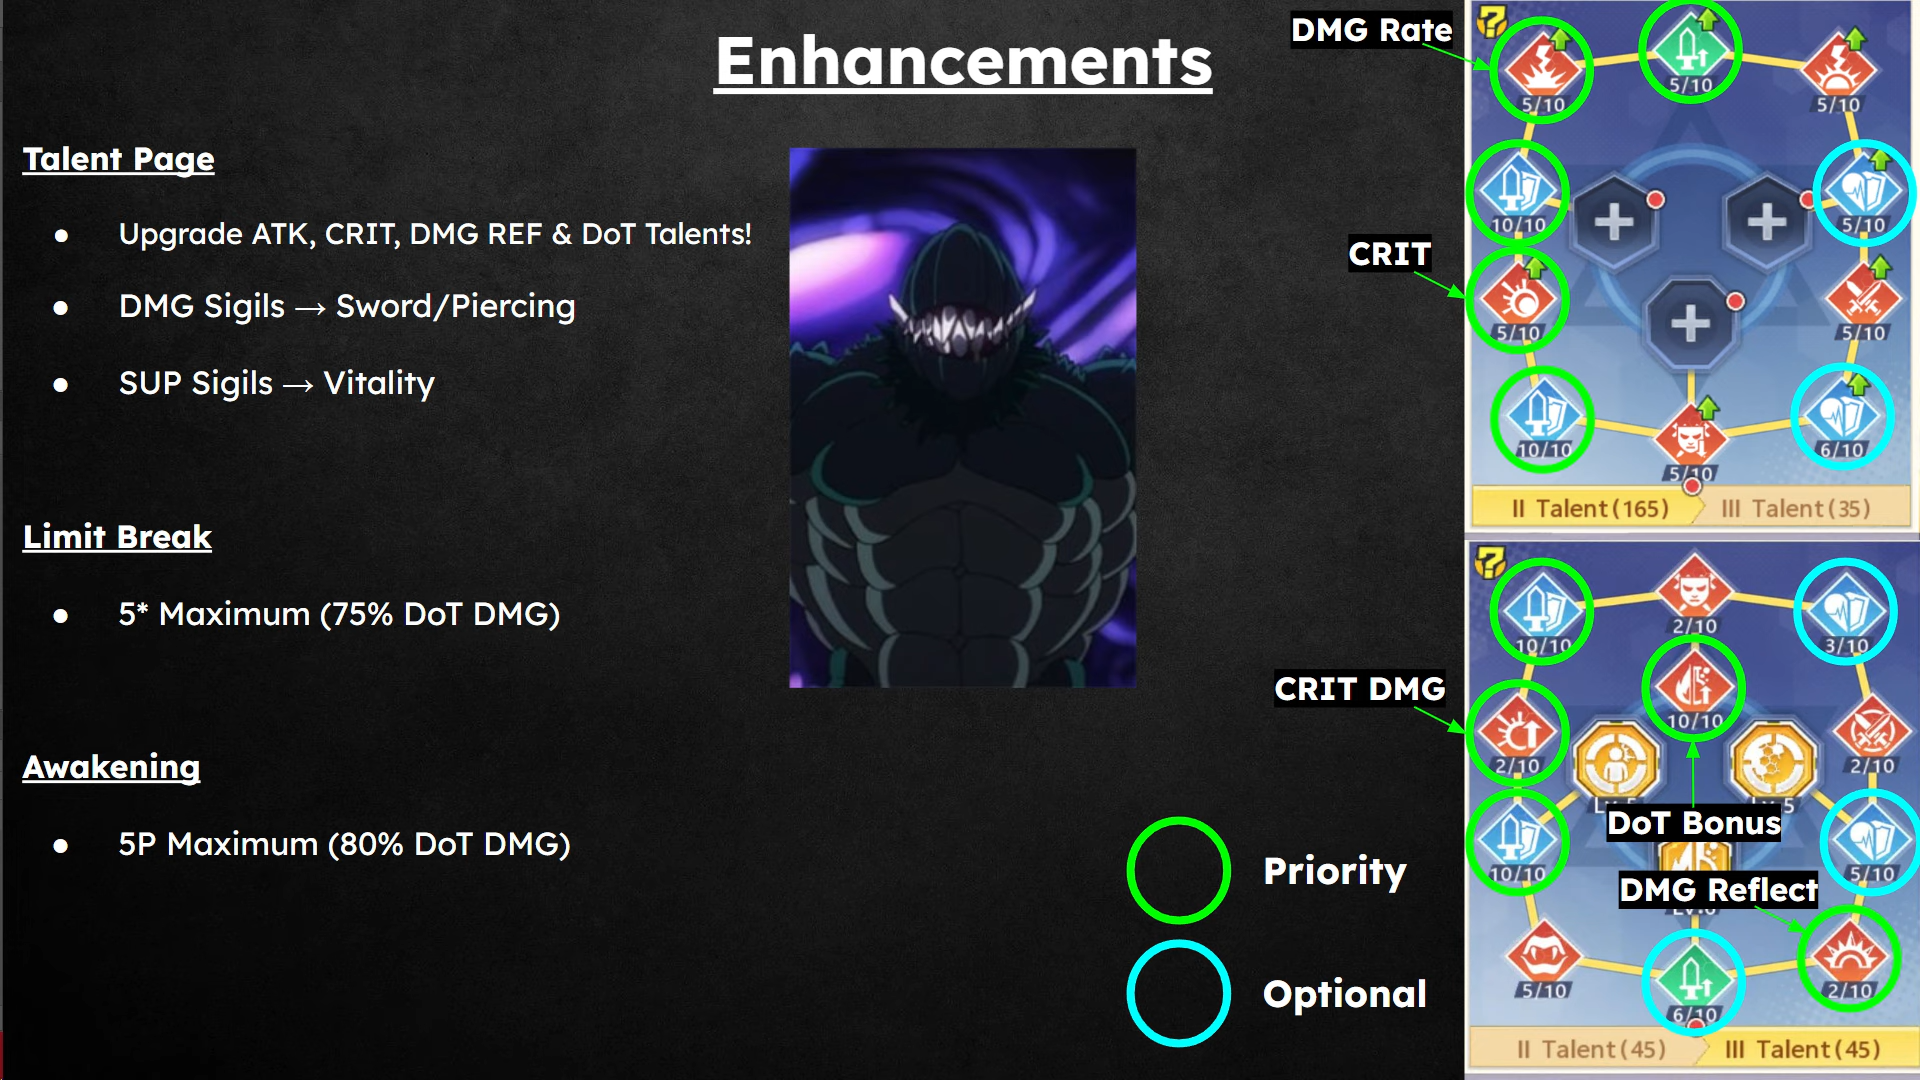 Enhancements
Talent Page
● Upgrade ATK, CRIT, DMG REF & DoT Talents!
● DMG Sigils → Sword/Piercing
● SUP Sigils → Vitality
Limit Break
● 5* Maximum (75% DoT DMG)
Awakening
● 5P Maximum (80% DoT DMG)
Priority
Optional
DMG Rate
5/10
5/10
5/10
10/10
5/10
CRIT
5/10
5/10
10/10
5/10
6/10
II Talent(165)
III Talent(35)
10/10
2/10
3/10
10/10
CRIT DMG
2/10
2/10
DoT Bonus
10/10
5/10
DMG Reflect
5/10
6/10
2/10
II Talent(45)
III Talent(45)